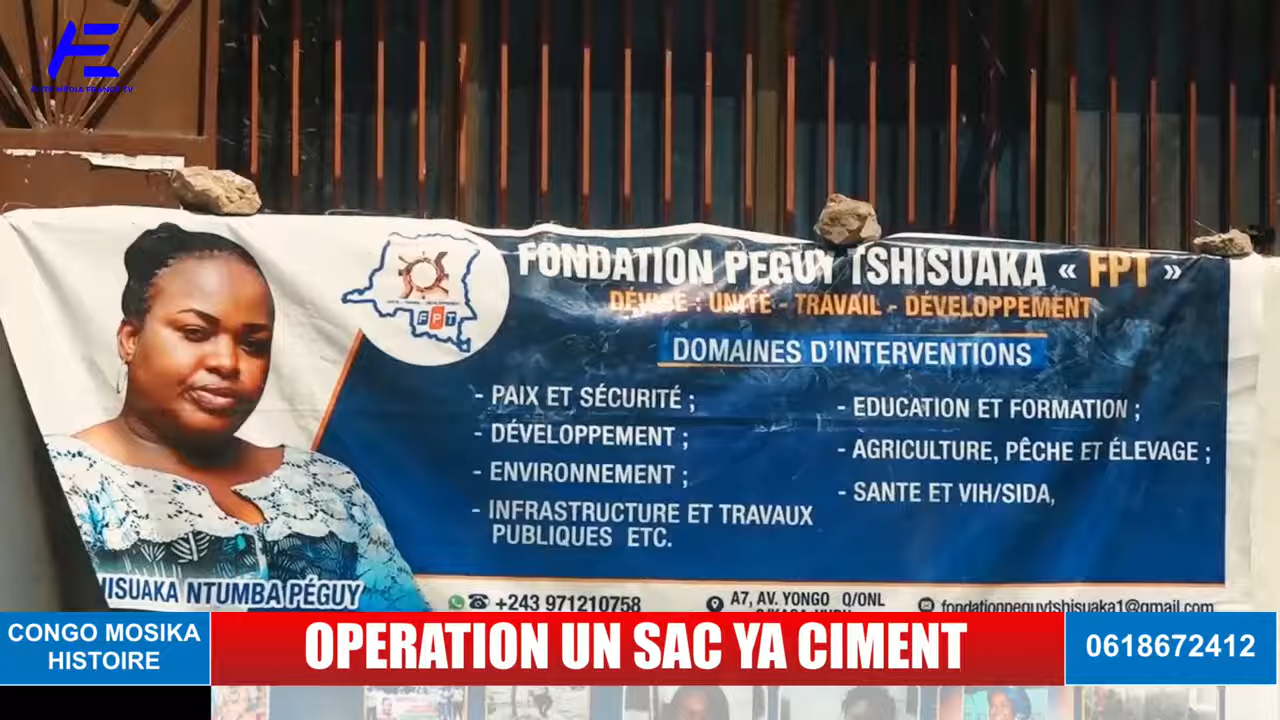 FONDATION PEGUY TSHISUAKA « FPT »
DEVISE : UNITÉ - TRAVAIL - DÉVELOPPEMENT
FPT
DOMAINES D'INTERVENTIONS
- PAIX ET SÉCURITÉ ;
- DÉVELOPPEMENT ;
- ENVIRONNEMENT ;
- INFRASTRUCTURE ET TRAVAUX
PUBLIQUES ETC.
- EDUCATION ET FORMATION ;
- AGRICULTURE, PÊCHE ET ÉLEVAGE ;
- SANTE ET VIH/SIDA,
NTUMBA PÉGUY
+243 971210758
A7, AV. YONGO Q/ONL
fondationpeguytshisuaka1@gmail.com
CONGO MOSIKA
HISTOIRE
OPERATION UN SAC YA CIMENT
0618672412